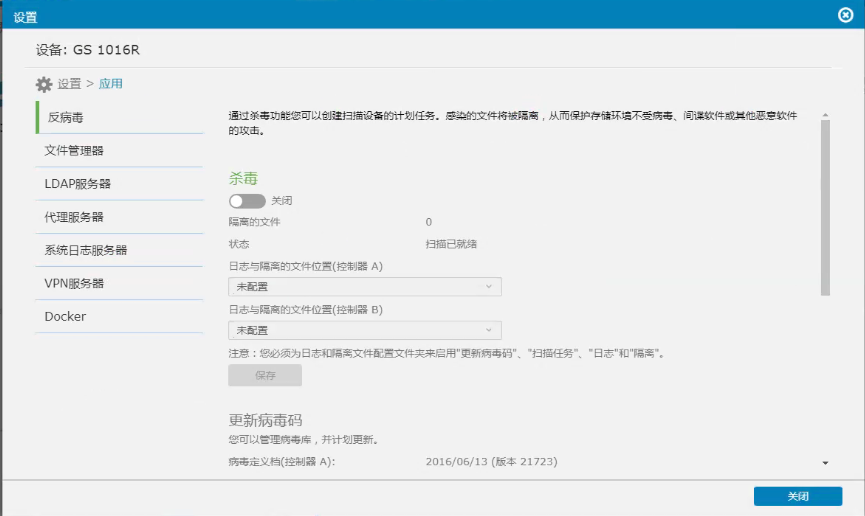 设置
设备: GS 1016R
设置 > 应用
反病毒
文件管理器
LDAP服务器
代理服务器
系统日志服务器
VPN服务器
Docker
通过杀毒功能您可以创建扫描设备的计划任务。感染的文件将被隔离，从而保护存储环境不受病毒、间谍软件或其他恶意软件
的攻击。
杀毒
关闭
隔离的文件 0
状态 扫描已就绪
日志与隔离的文件位置(控制器 A)
未配置
日志与隔离的文件位置(控制器 B)
未配置
注意：您必须为日志和隔离文件配置文件夹来启用"更新病毒码"、"扫描任务"、"日志"和"隔离"。
保存
更新病毒码
您可以管理病毒库，并计划更新。
病毒定义档(控制器 A): 2016/06/13 (版本 21723)
关闭